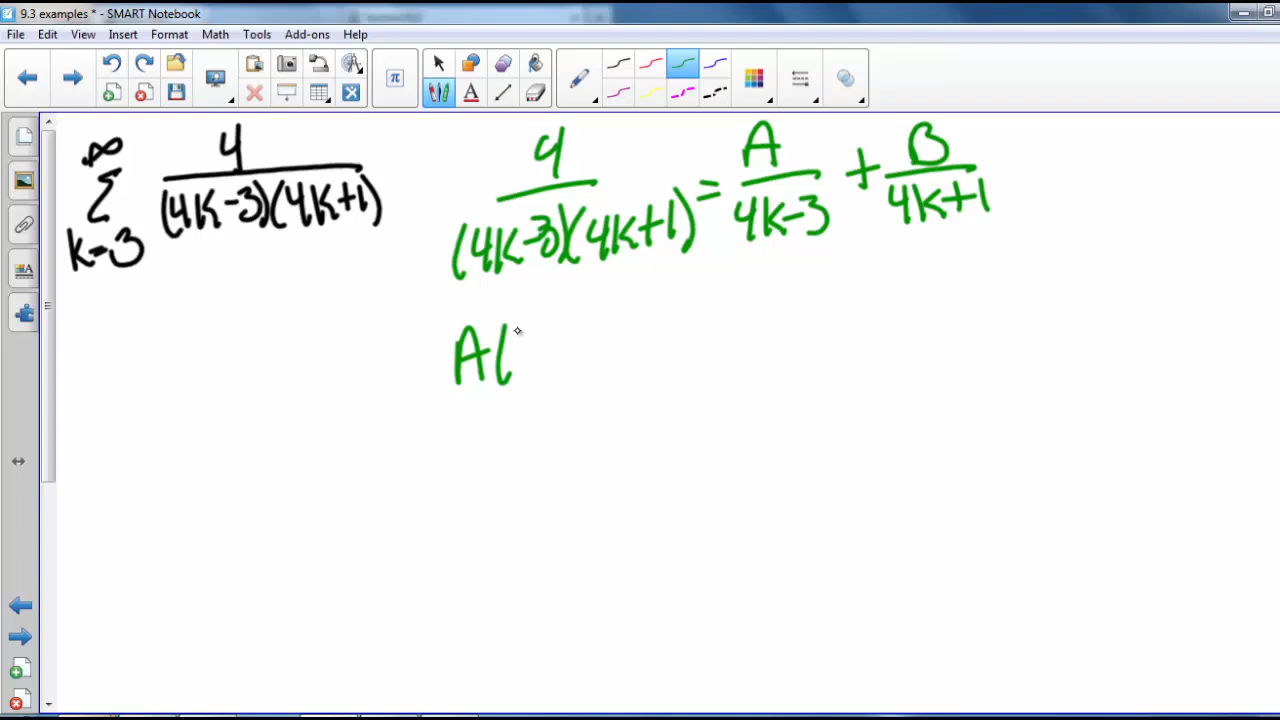 9.3 examples * - SMART Notebook
File Edit View Insert Format Math Tools Add-ons Help
π A
∞ 4 4 A B
Σ ――― ――― = ――― + ―――
k=3 (4k-3)(4k+1) (4k-3)(4k+1) 4k-3 4k+1
A(